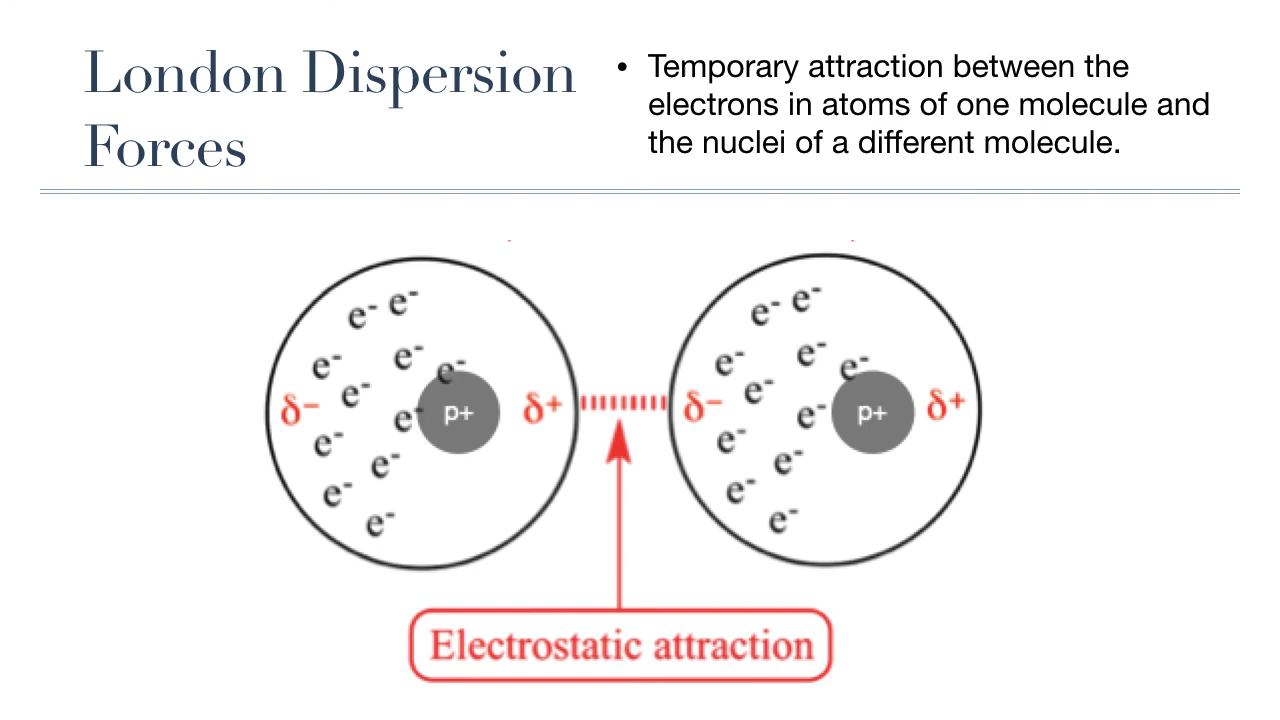 London Dispersion
Forces
• Temporary attraction between the
electrons in atoms of one molecule and
the nuclei of a different molecule.
e- e-
e- e- e-
e-
δ− e- p+ δ+
e-
e-
e-
e-
e- e-
e- e- e-
e-
δ− e- p+ δ+
e-
e-
e-
e-
Electrostatic attraction